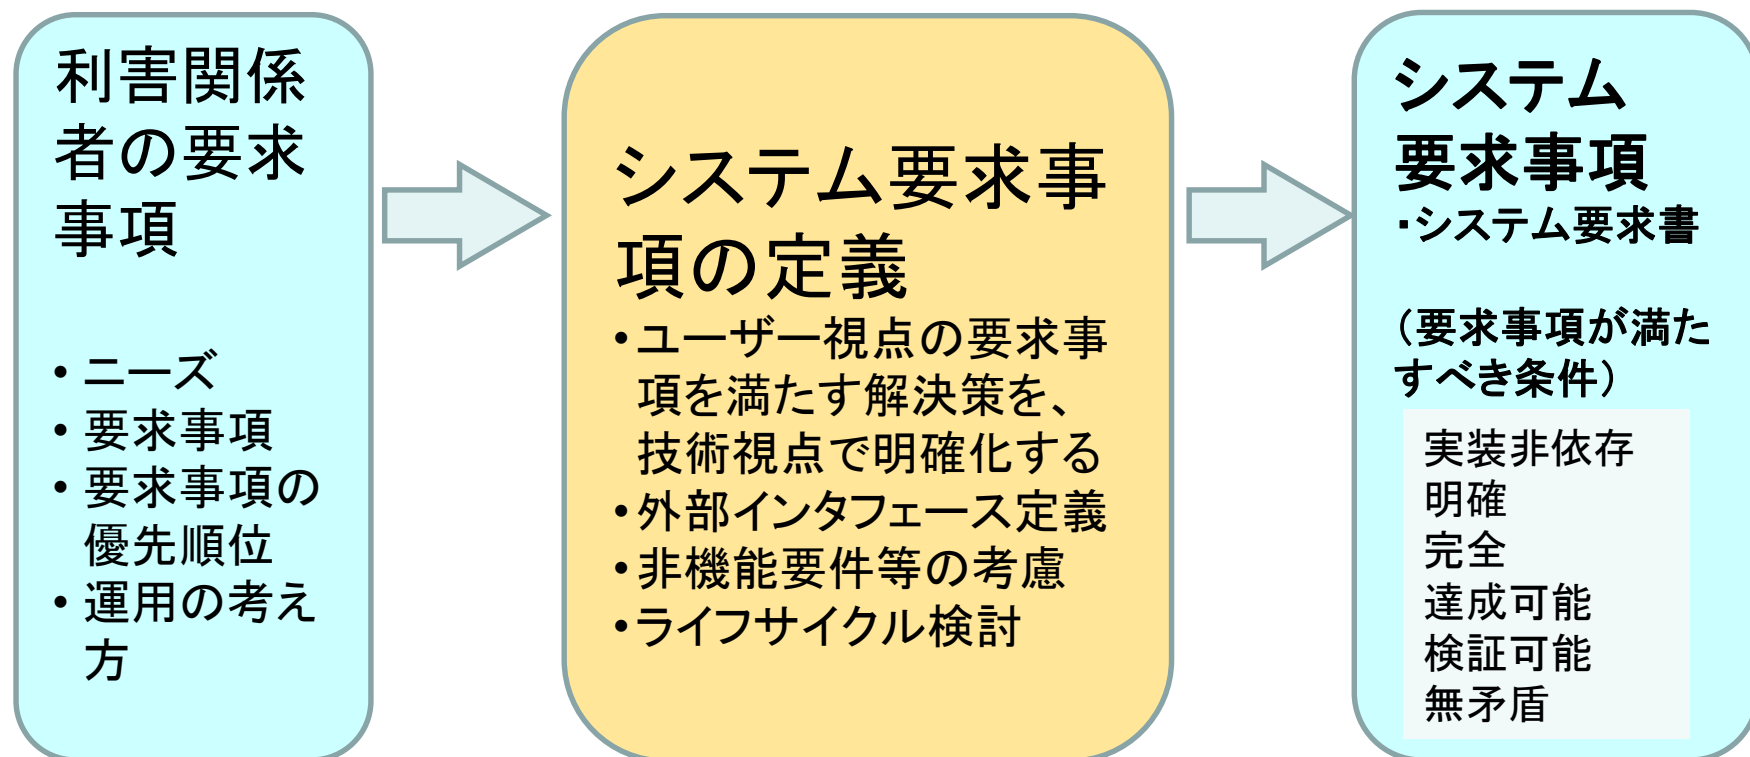 利害関係
者の要求
事項
• ニーズ
• 要求事項
• 要求事項の
優先順位
• 運用の考え
方
システム要求事
項の定義
•ユーザー視点の要求事
項を満たす解決策を、
技術視点で明確化する
•外部インタフェース定義
•非機能要件等の考慮
•ライフサイクル検討
システム
要求事項
・システム要求書
（要求事項が満た
すべき条件）
実装非依存
明確
完全
達成可能
検証可能
無矛盾